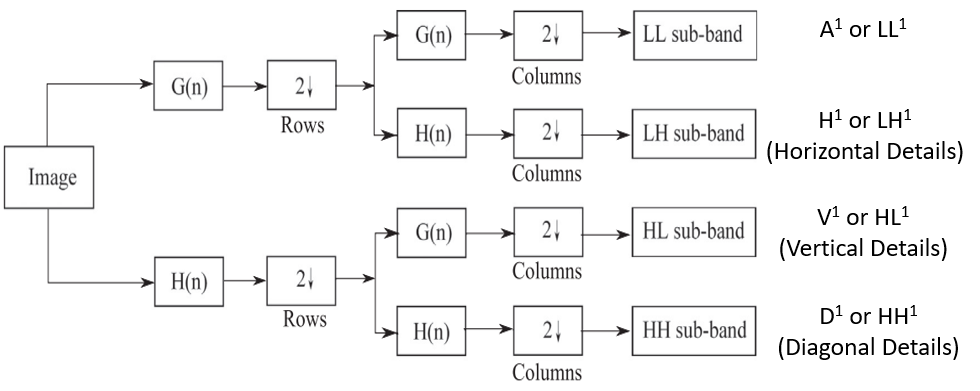 G(n)
2↓
Columns
LL sub-band
A¹ or LL¹
G(n)
2↓
Rows
H(n)
2↓
Columns
LH sub-band
H¹ or LH¹
(Horizontal Details)
Image
G(n)
2↓
Columns
HL sub-band
V¹ or HL¹
(Vertical Details)
H(n)
2↓
Rows
H(n)
2↓
Columns
HH sub-band
D¹ or HH¹
(Diagonal Details)